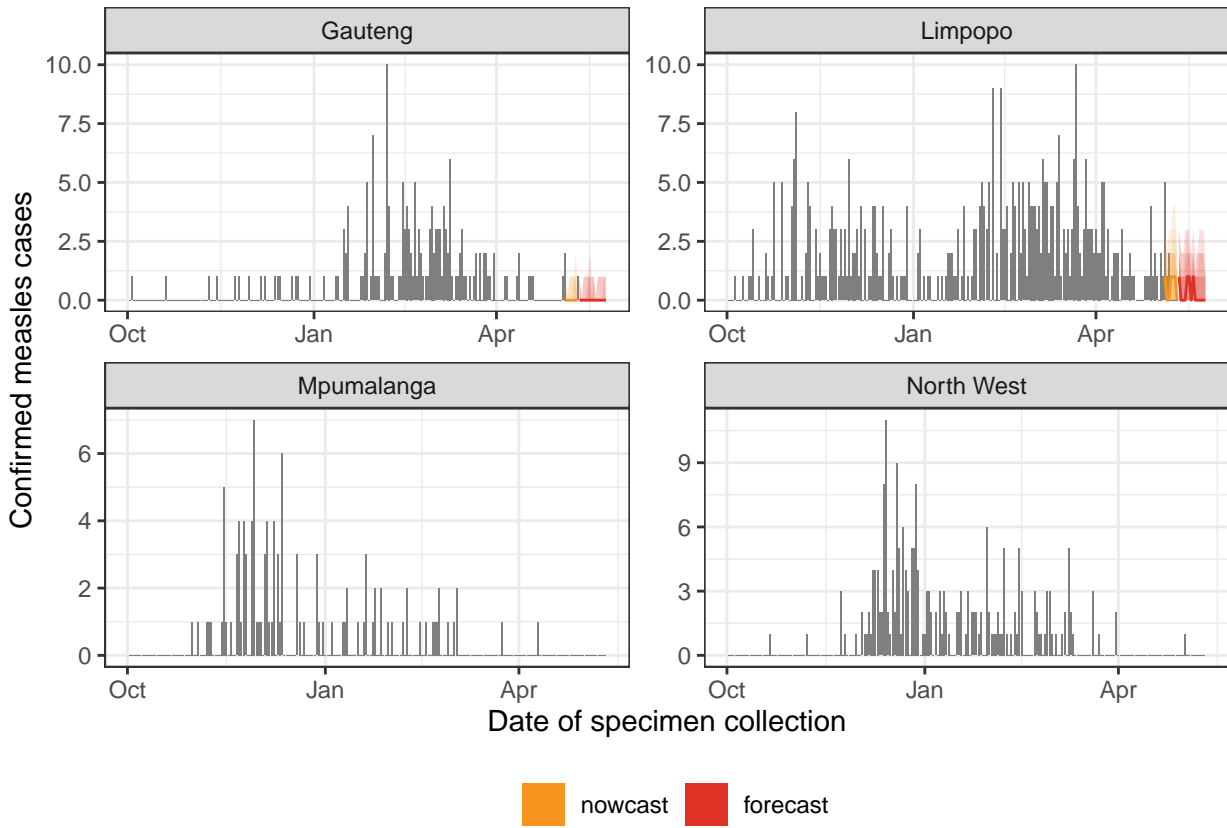 Gauteng
Limpopo
10.0
7.5
5.0
2.5
0.0
10.0
7.5
5.0
2.5
0.0
Oct
Jan
Apr
Oct
Jan
Apr
Mpumalanga
North West
6
4
2
0
9
6
3
0
Oct
Jan
Apr
Oct
Jan
Apr
Confirmed measles cases
Date of specimen collection
nowcast
forecast